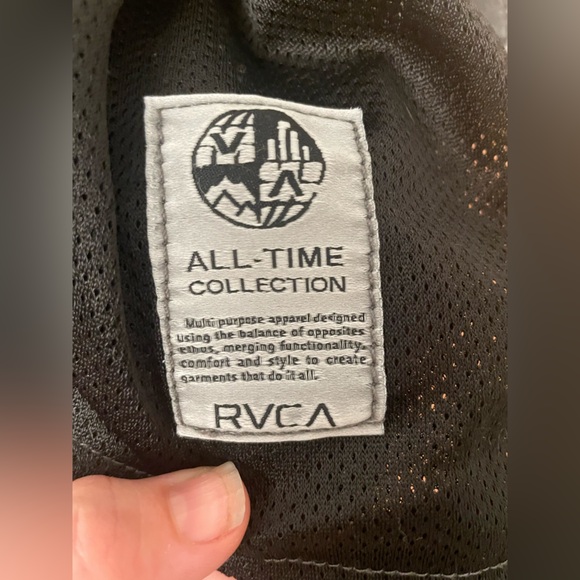 VA
ALL-TIME
COLLECTION
Multi purpose apparel designed
using the balance of opposites
ethos, merging functionality,
comfort and style to create
garments that do it all.
RVCA